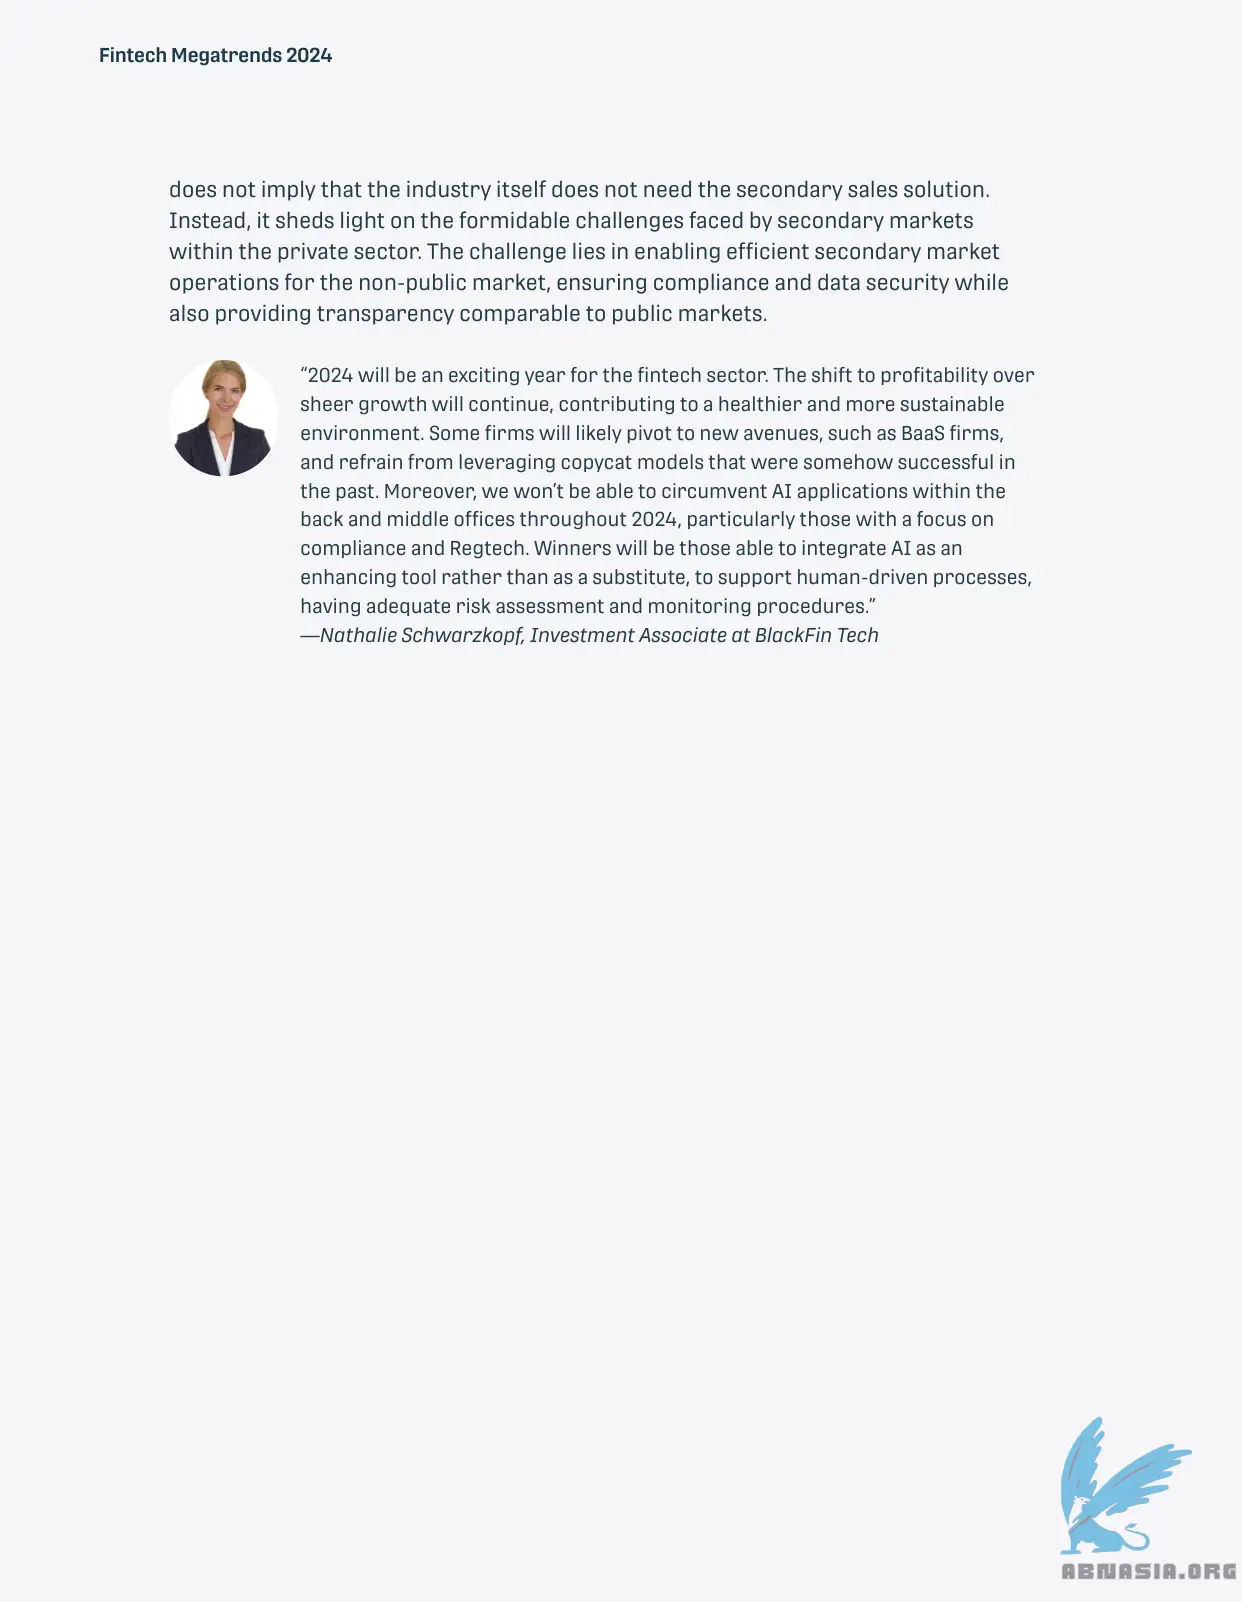 Fintech Megatrends 2024
does not imply that the industry itself does not need the secondary sales solution.
Instead, it sheds light on the formidable challenges faced by secondary markets
within the private sector. The challenge lies in enabling efficient secondary market
operations for the non-public market, ensuring compliance and data security while
also providing transparency comparable to public markets.
“2024 will be an exciting year for the fintech sector. The shift to profitability over
sheer growth will continue, contributing to a healthier and more sustainable
environment. Some firms will likely pivot to new avenues, such as BaaS firms,
and refrain from leveraging copycat models that were somehow successful in
the past. Moreover, we won’t be able to circumvent AI applications within the
back and middle offices throughout 2024, particularly those with a focus on
compliance and Regtech. Winners will be those able to integrate AI as an
enhancing tool rather than as a substitute, to support human-driven processes,
having adequate risk assessment and monitoring procedures.”
—Nathalie Schwarzkopf, Investment Associate at BlackFin Tech
ABNASIA.ORG